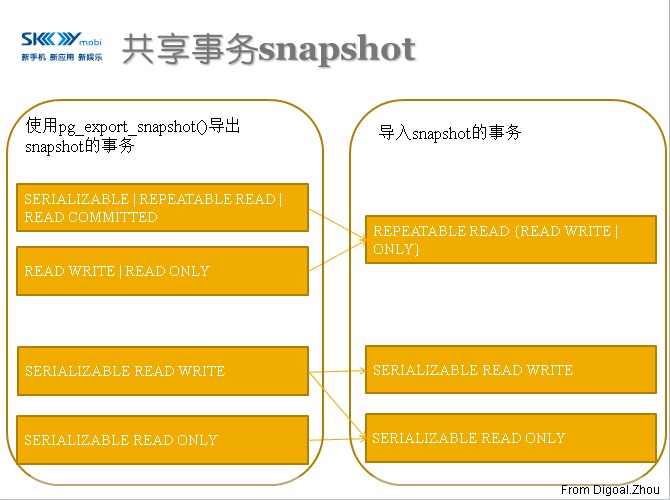 SKYmobi
新手机 新应用 新娱乐
共享事务snapshot
使用pg_export_snapshot()导出
snapshot的事务
SERIALIZABLE | REPEATABLE READ |
READ COMMITTED
READ WRITE | READ ONLY
SERIALIZABLE READ WRITE
SERIALIZABLE READ ONLY
导入snapshot的事务
REPEATABLE READ {READ WRITE |
ONLY}
SERIALIZABLE READ WRITE
SERIALIZABLE READ ONLY
From Digoal.Zhou